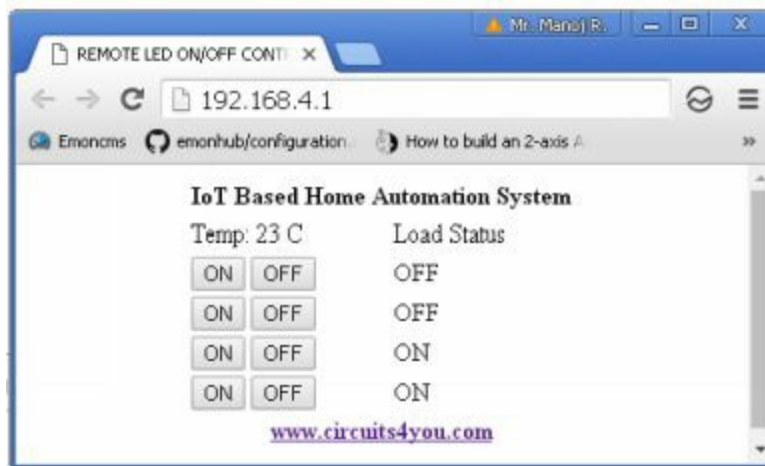 Mr. Manoj R.
REMOTE LED ON/OFF CONT
192.168.4.1
Emoncms emonhub/configuration How to build an 2-axis A
IoT Based Home Automation System
Temp: 23 C Load Status
ON OFF OFF
ON OFF OFF
ON OFF ON
ON OFF ON
www.circuits4you.com